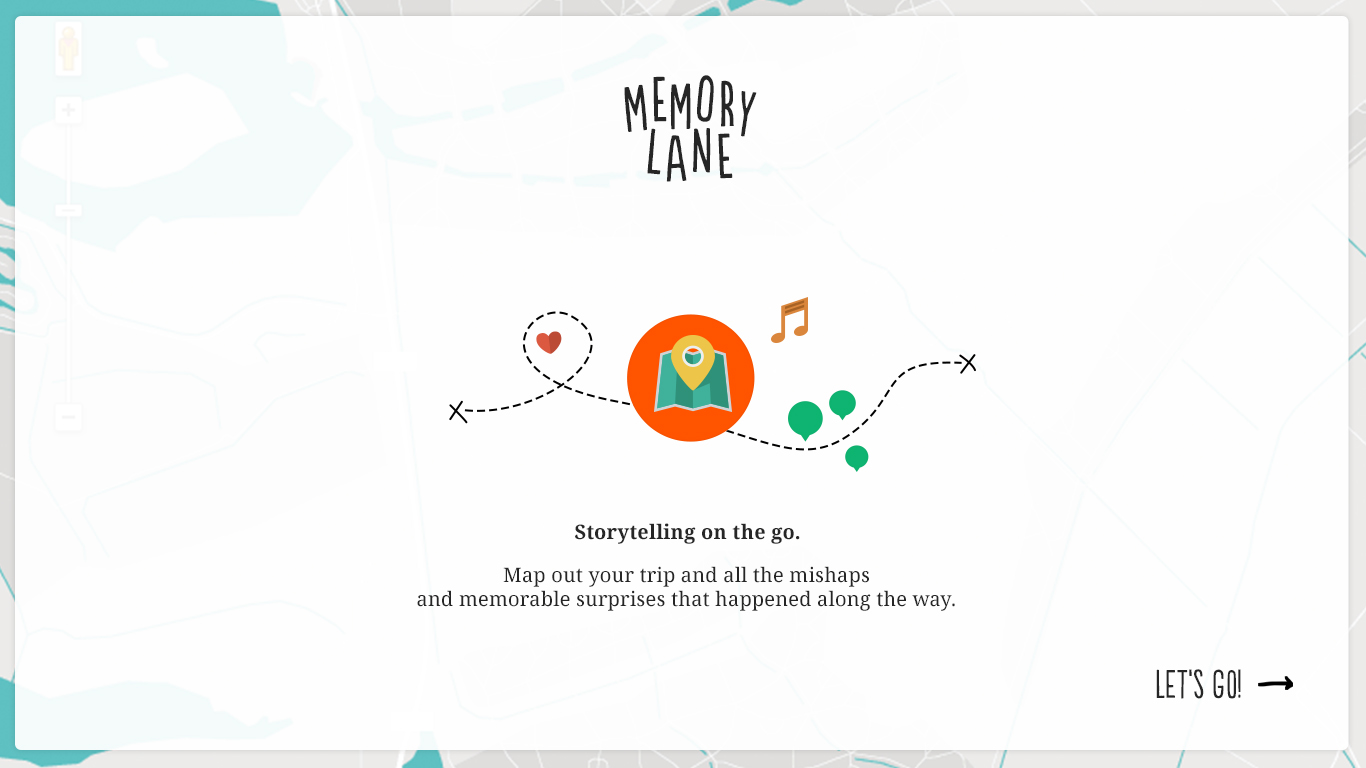 MEMORY
LANE
Storytelling on the go.
Map out your trip and all the mishaps
and memorable surprises that happened along the way.
LET'S GO!